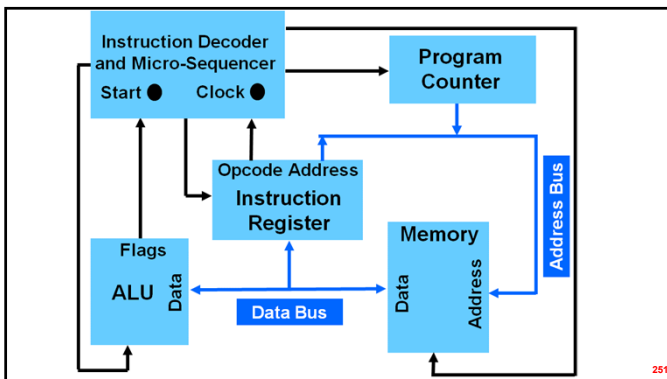 Instruction Decoder
and Micro-Sequencer
Start Clock
Program
Counter
Opcode Address
Instruction
Register
Address Bus
Flags
ALU
Data
Data Bus
Memory
Data
Address
251